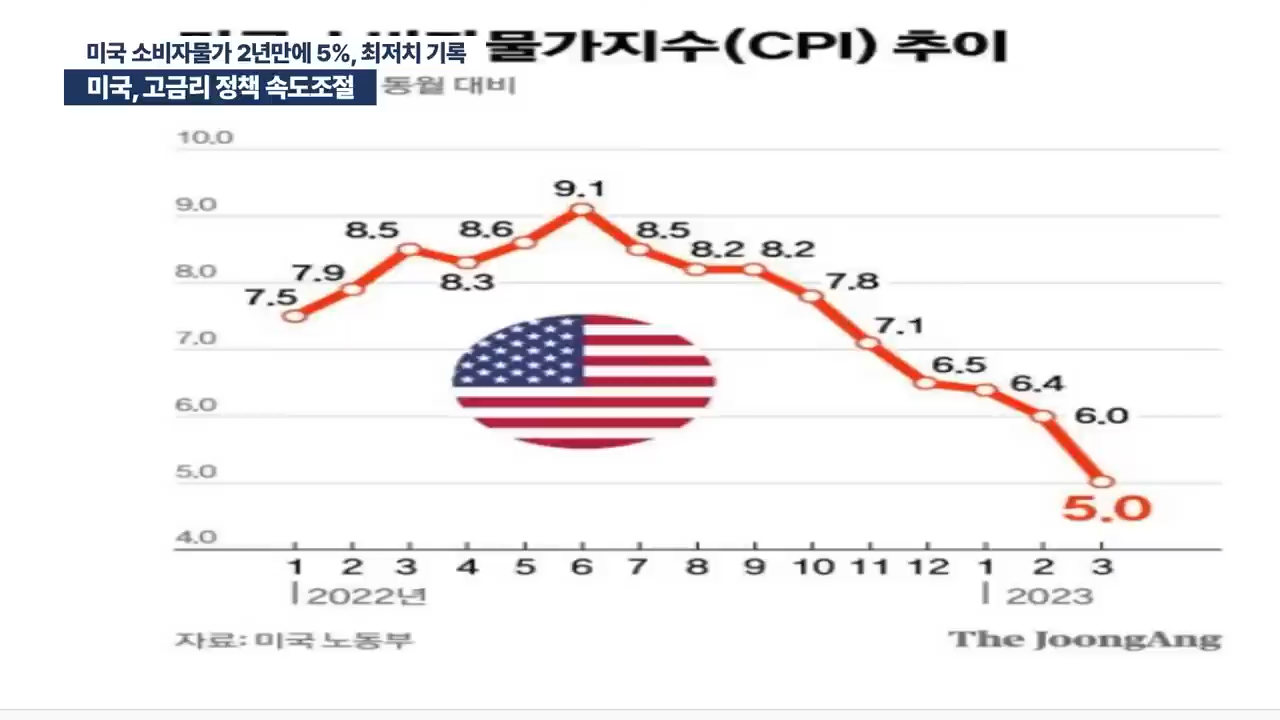 미국 소비자물가 2년만에 5%, 최저치 기록
물가지수(CPI) 추이
미국, 고금리 정책 속도조절
동월 대비
10.0
9.0
8.0
7.0
6.0
5.0
4.0
7.5
7.9
8.5
8.3
8.6
9.1
8.5
8.2
8.2
7.8
7.1
6.5
6.4
6.0
5.0
1 2 3 4 5 6 7 8 9 10 11 12 1 2 3
2022년 2023
자료: 미국 노동부
The JoongAng